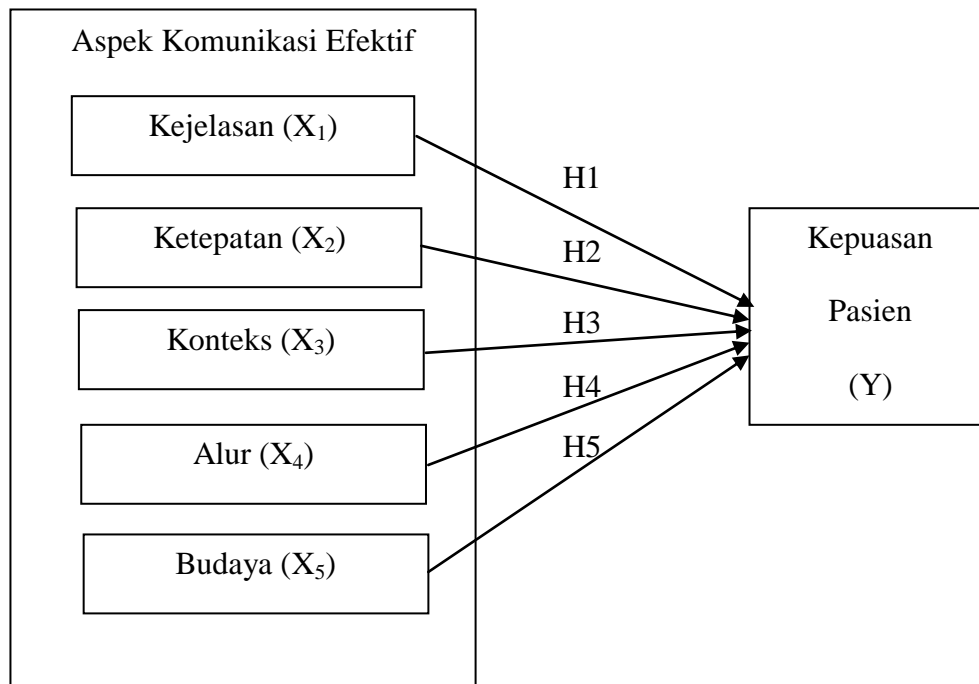 Aspek Komunikasi Efektif
Kejelasan (X₁)
Ketepatan (X₂)
Konteks (X₃)
Alur (X₄)
Budaya (X₅)
H1
H2
H3
H4
H5
Kepuasan
Pasien
(Y)